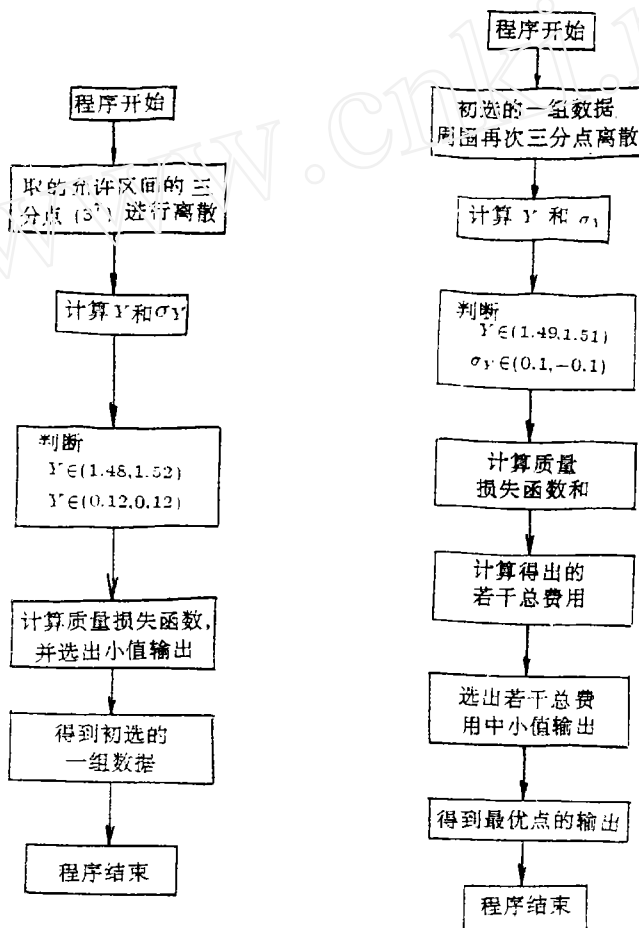 程序开始
取的允许区间的三
分点 (3⁷) 进行离散
计算Y和σY
判断
Y∈(1.48,1.52)
Y∈(0.12,0.12)
计算质量损失函数,
并选出小值输出
得到初选的
一组数据
程序结束
程序开始
初选的一组数据
周围再次三分点离散
计算 Y 和 σY
判断
Y∈(1.49,1.51)
σY∈(0.1,-0.1)
计算质量
损失函数和
计算得出的
若干总费用
选出若干总费
用中小值输出
得到最优点的输出
程序结束
www.cnki.n